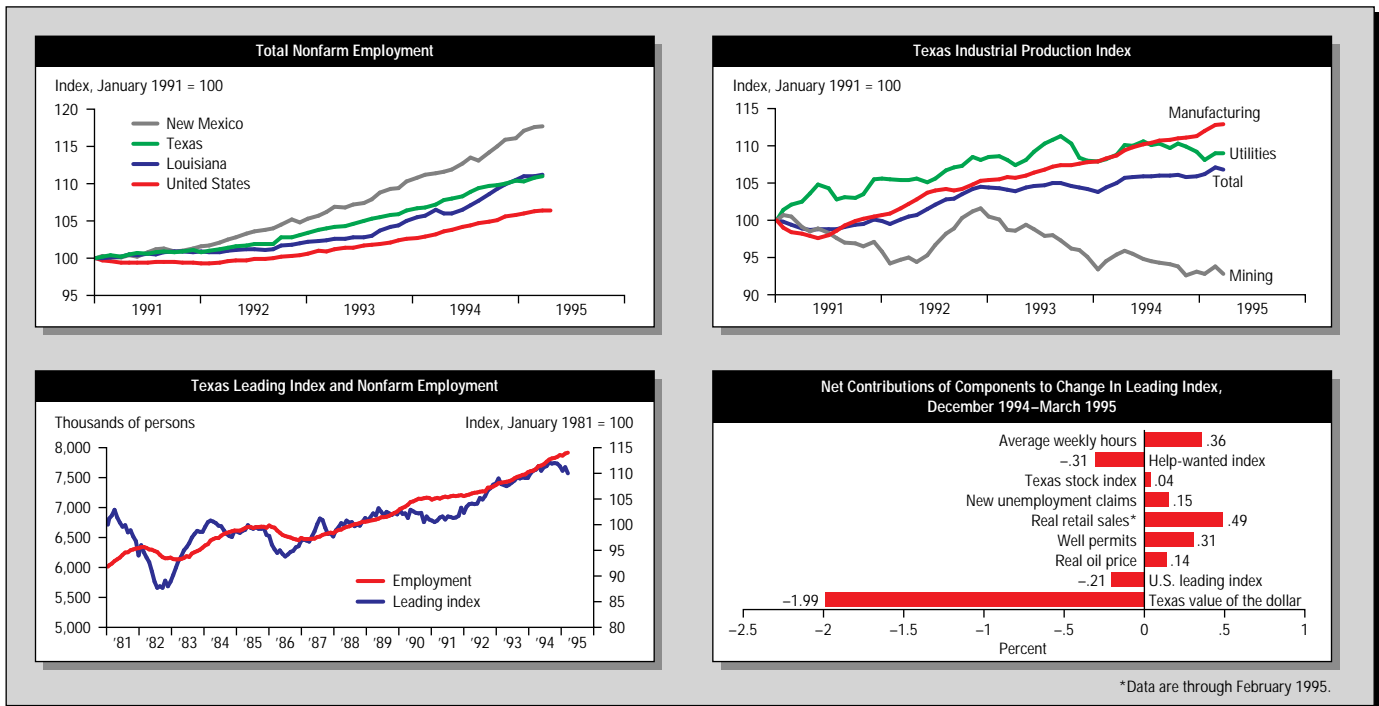 Total Nonfarm Employment
Index, January 1991 = 100
120
115
110
105
100
95
New Mexico
Texas
Louisiana
United States
1991 1992 1993 1994 1995
Texas Industrial Production Index
Index, January 1991 = 100
115
110
105
100
95
90
Manufacturing
Utilities
Total
Mining
1991 1992 1993 1994 1995
Texas Leading Index and Nonfarm Employment
Thousands of persons Index, January 1981 = 100
8,000 115
7,500 110
7,000 105
6,500 100
6,000 95
5,500 90
5,000 85
80
Employment
Leading index
'81 '82 '83 '84 '85 '86 '87 '88 '89 '90 '91 '92 '93 '94 '95
Net Contributions of Components to Change In Leading Index,
December 1994–March 1995
Average weekly hours .36
–.31 Help-wanted index
Texas stock index .04
New unemployment claims .15
Real retail sales* .49
Well permits .31
Real oil price .14
–.21 U.S. leading index
–1.99 Texas value of the dollar
–2.5 –2 –1.5 –1 –.5 0 .5 1
Percent
*Data are through February 1995.